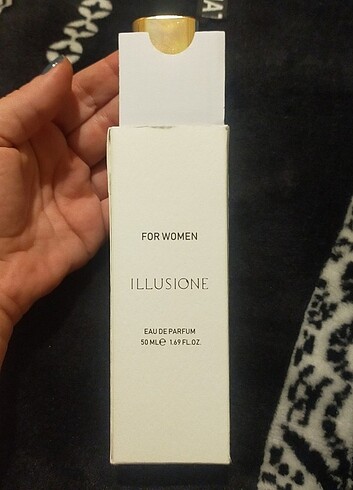 FOR WOMEN
ILLUSIONE
EAU DE PARFUM
50 ML℮ 1.69 FL.OZ.